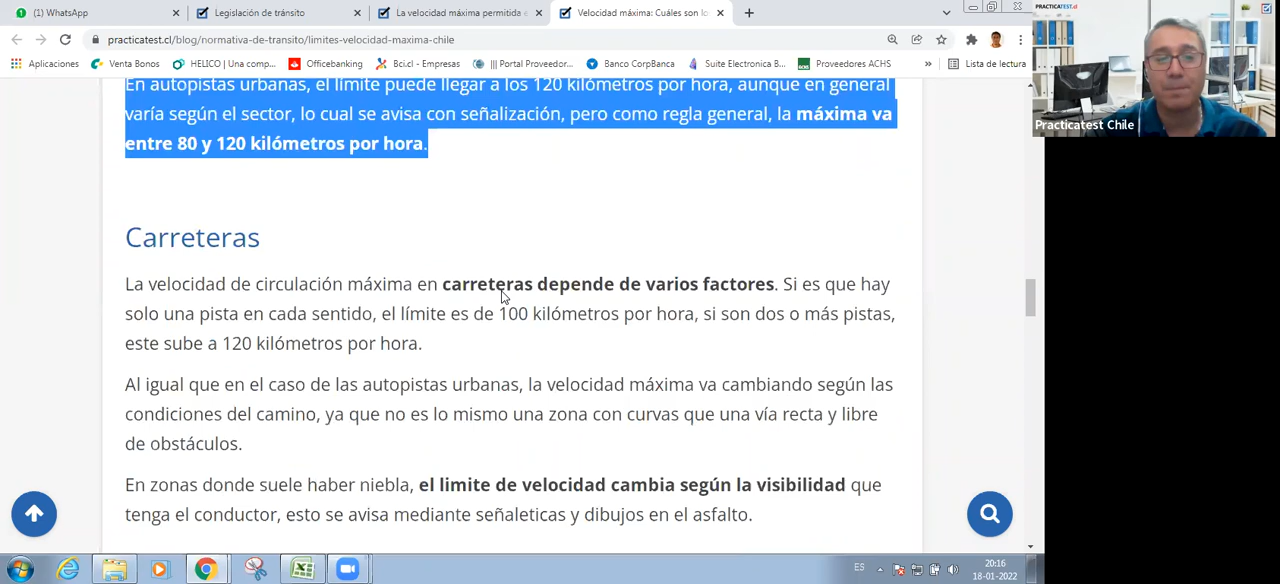 (1) WhatsApp
Legislación de tránsito
La velocidad máxima permitida e
Velocidad máxima: Cuáles son lo
practicatest.cl/blog/normativa-de-transito/limites-velocidad-maxima-chile
Aplicaciones
Venta Bonos
HELICO | Una comp...
Officebanking
Bci.cl - Empresas
||| Portal Proveedor...
Banco CorpBanca
Suite Electronica B...
Proveedores ACHS
»
Lista de lectura
PRACTICATEST.cl
Practicatest Chile
En autopistas urbanas, el límite puede llegar a los 120 kilómetros por hora, aunque en general
varía según el sector, lo cual se avisa con señalización, pero como regla general, la máxima va
entre 80 y 120 kilómetros por hora.
Carreteras
La velocidad de circulación máxima en carreteras depende de varios factores. Si es que hay
solo una pista en cada sentido, el límite es de 100 kilómetros por hora, si son dos o más pistas,
este sube a 120 kilómetros por hora.
Al igual que en el caso de las autopistas urbanas, la velocidad máxima va cambiando según las
condiciones del camino, ya que no es lo mismo una zona con curvas que una vía recta y libre
de obstáculos.
En zonas donde suele haber niebla, el limite de velocidad cambia según la visibilidad que
tenga el conductor, esto se avisa mediante señaleticas y dibujos en el asfalto.
ES
20:16
18-01-2022